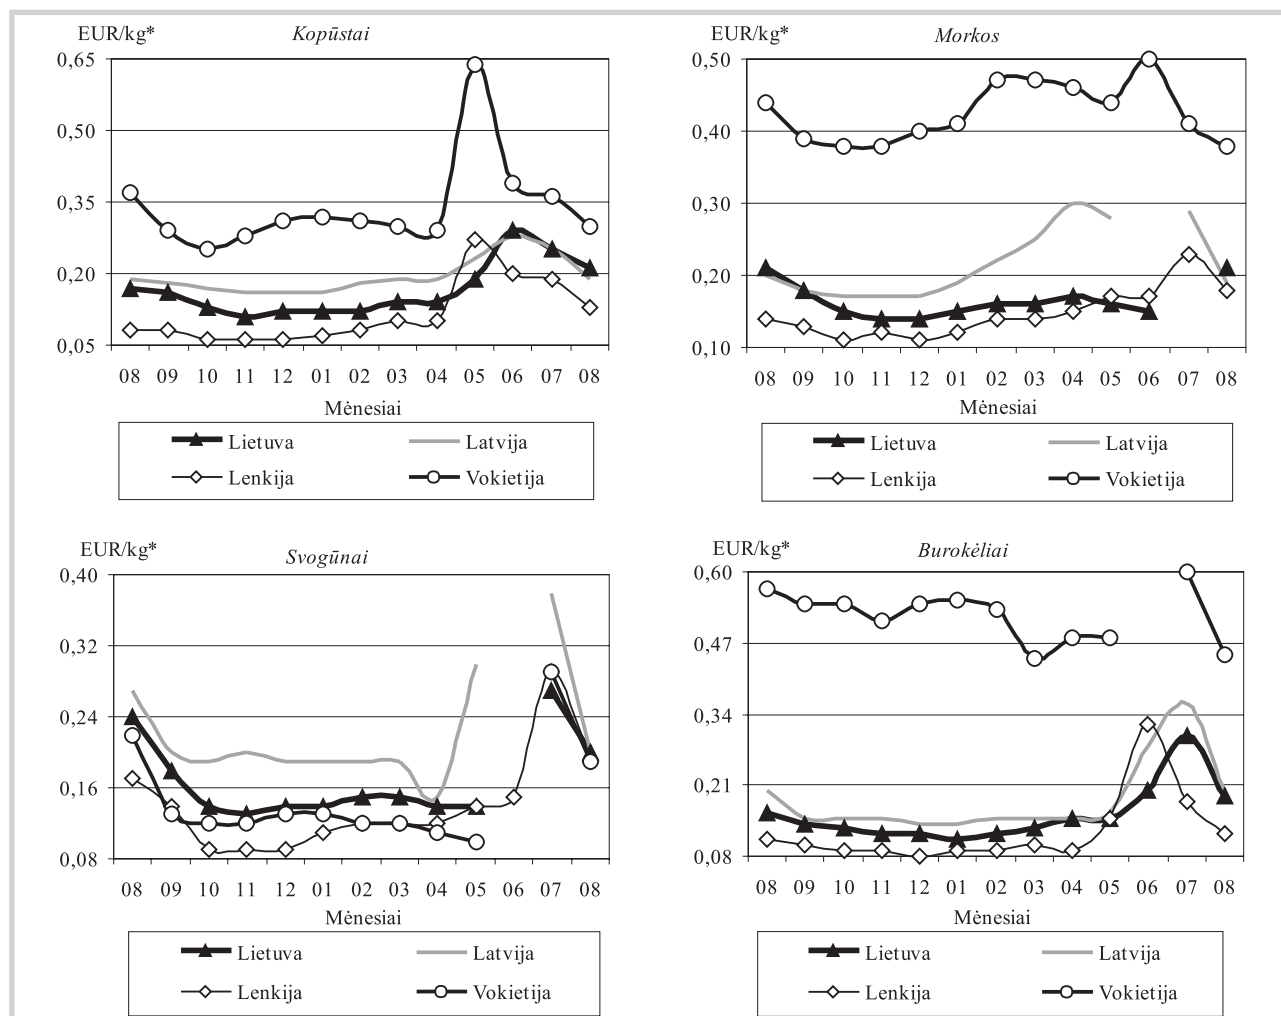 EUR/kg*
Kopūstai
0,65
0,50
0,35
0,20
0,05
08 09 10 11 12 01 02 03 04 05 06 07 08
Mėnesiai
Lietuva Latvija
Lenkija Vokietija
EUR/kg*
Morkos
0,50
0,40
0,30
0,20
0,10
08 09 10 11 12 01 02 03 04 05 06 07 08
Mėnesiai
Lietuva Latvija
Lenkija Vokietija
EUR/kg*
Svogūnai
0,40
0,32
0,24
0,16
0,08
08 09 10 11 12 01 02 03 04 05 06 07 08
Mėnesiai
Lietuva Latvija
Lenkija Vokietija
EUR/kg*
Burokėliai
0,60
0,47
0,34
0,21
0,08
08 09 10 11 12 01 02 03 04 05 06 07 08
Mėnesiai
Lietuva Latvija
Lenkija Vokietija